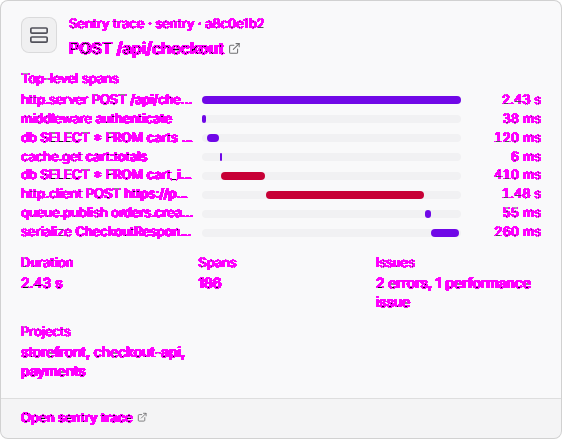 Sentry trace · sentry · a8c0e1b2
POST /api/checkout
Top-level spans
http.server POST /api/che... 2.43 s
middleware authenticate 38 ms
db SELECT * FROM carts ... 120 ms
cache.get cart:totals 6 ms
db SELECT * FROM cart_i... 410 ms
http.client POST https://p... 1.48 s
queue.publish orders.crea... 55 ms
serialize CheckoutRespon... 260 ms
Duration Spans Issues
2.43 s 186 2 errors, 1 performance
issue
Projects
storefront, checkout-api,
payments
Open sentry trace